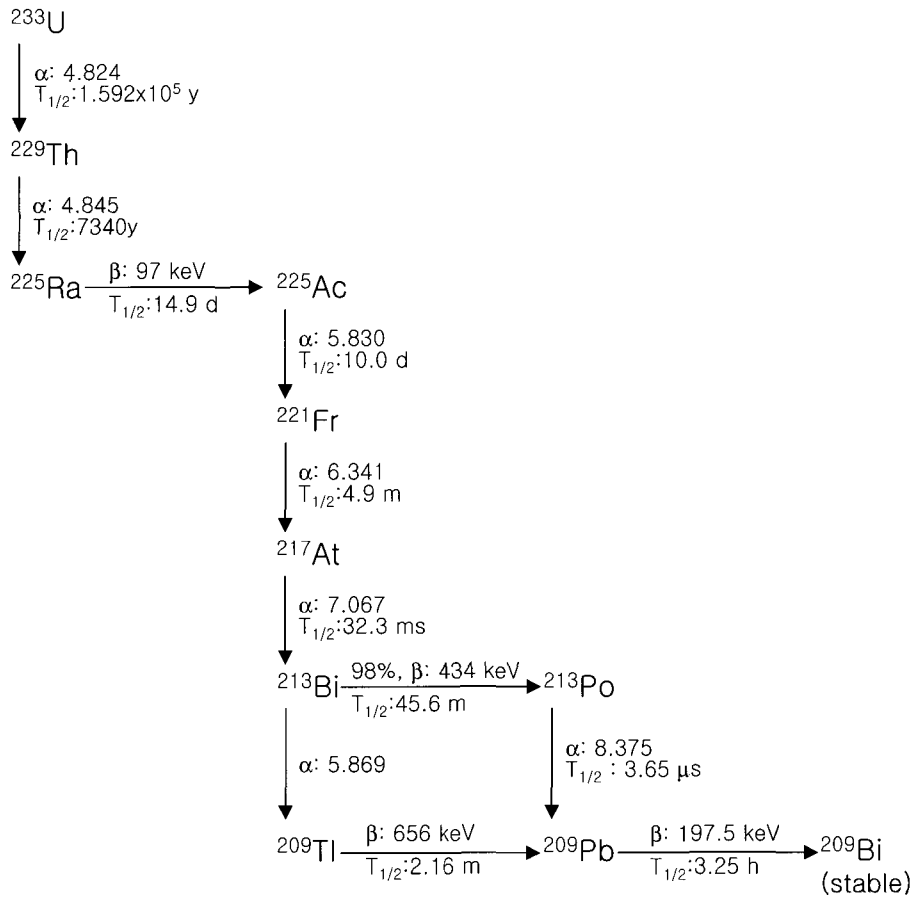 ²³³U
α: 4.824
T₁/₂:1.592x10⁵ y
²²⁹Th
α: 4.845
T₁/₂:7340y
²²⁵Ra
β: 97 keV
T₁/₂:14.9 d
²²⁵Ac
α: 5.830
T₁/₂:10.0 d
²²¹Fr
α: 6.341
T₁/₂:4.9 m
²¹⁷At
α: 7.067
T₁/₂:32.3 ms
²¹³Bi
98%, β: 434 keV
T₁/₂:45.6 m
²¹³Po
α: 5.869
α: 8.375
T₁/₂ : 3.65 μs
²⁰⁹Tl
β: 656 keV
T₁/₂:2.16 m
²⁰⁹Pb
β: 197.5 keV
T₁/₂:3.25 h
²⁰⁹Bi
(stable)